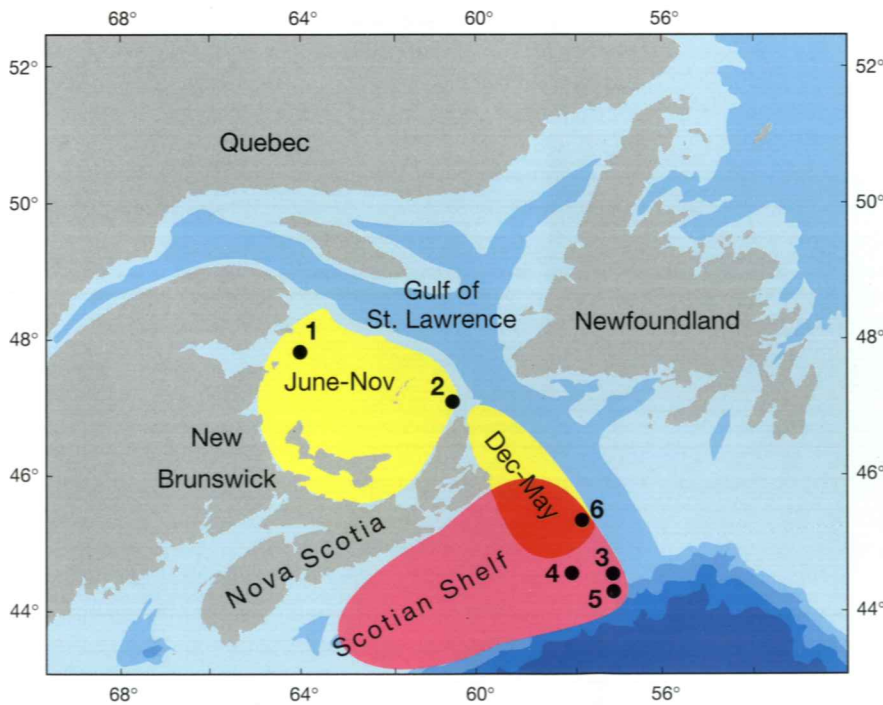 68° 64° 60° 56°
52° 52°
Quebec
50° 50°
Gulf of
St. Lawrence
Newfoundland
48° 48°
1
June-Nov
2
New
Brunswick
Dec-May
46° 46°
6
Nova Scotia
Scotian Shelf
3
4
5
44° 44°
68° 64° 60° 56°